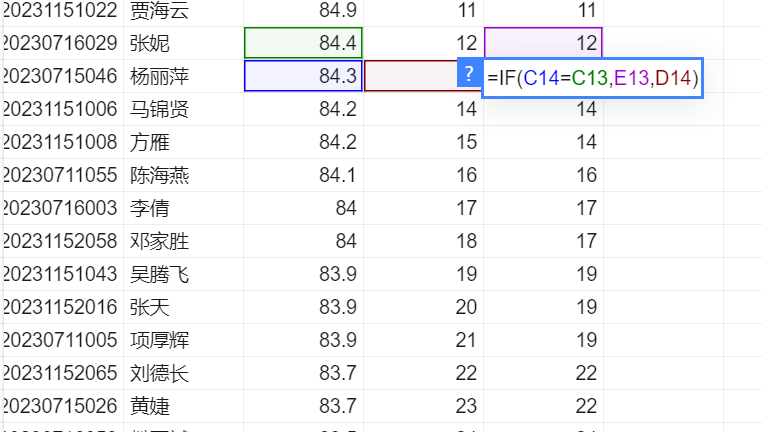 20231151022 贾海云 84.9 11 11
20230716029 张妮 84.4 12 12
20230715046 杨丽萍 84.3 ? =IF(C14=C13,E13,D14)
20231151006 马锦贤 84.2 14 14
20231151008 方雁 84.2 15 14
20230711055 陈海燕 84.1 16 16
20230716003 李倩 84 17 17
20231152058 邓家胜 84 18 17
20231151043 吴腾飞 83.9 19 19
20231152016 张天 83.9 20 19
20230711005 项厚辉 83.9 21 19
20231152065 刘德长 83.7 22 22
20230715026 黄婕 83.7 23 22